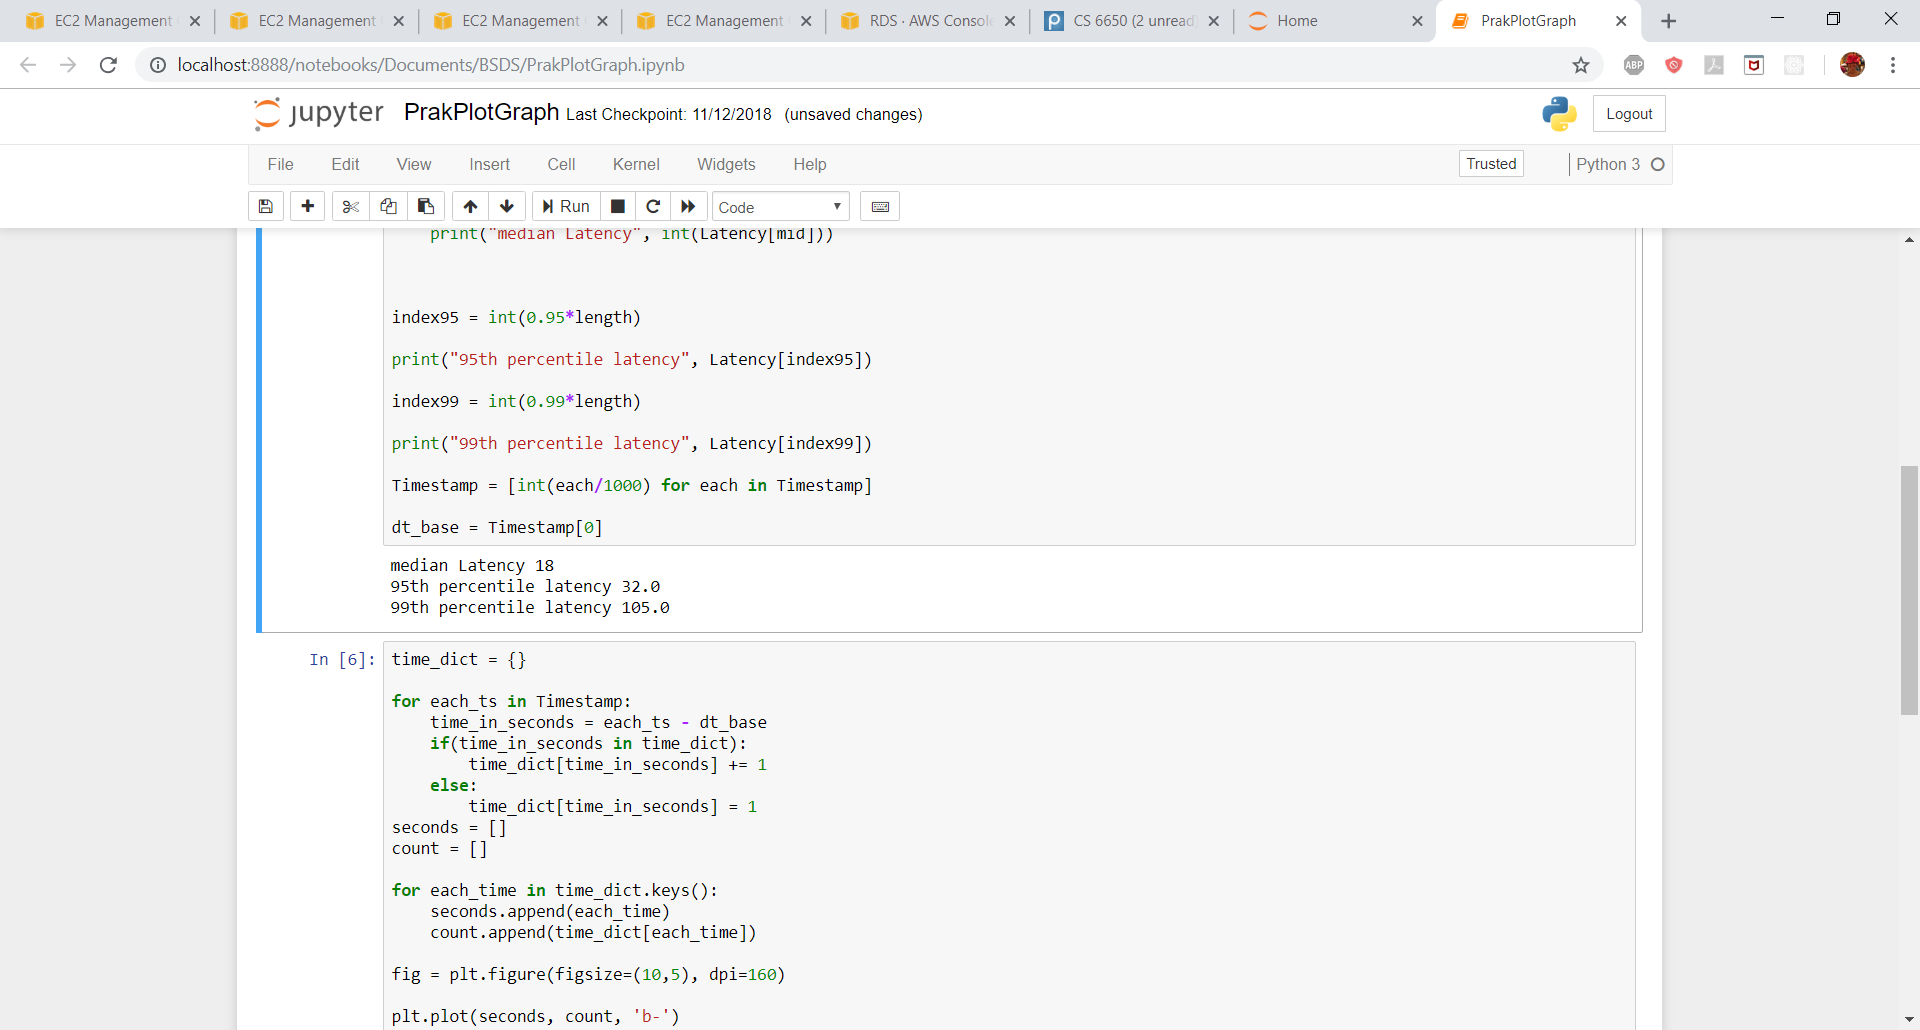 EC2 Management
EC2 Management
EC2 Management
EC2 Management
RDS · AWS Console
CS 6650 (2 unread
Home
PrakPlotGraph
localhost:8888/notebooks/Documents/BSDS/PrakPlotGraph.ipynb
ABP
jupyter PrakPlotGraph Last Checkpoint: 11/12/2018 (unsaved changes)
Logout
File Edit View Insert Cell Kernel Widgets Help
Trusted
Python 3
Run
Code
print("median Latency", int(Latency[mid]))
index95 = int(0.95*length)
print("95th percentile latency", Latency[index95])
index99 = int(0.99*length)
print("99th percentile latency", Latency[index99])
Timestamp = [int(each/1000) for each in Timestamp]
dt_base = Timestamp[0]
median Latency 18
95th percentile latency 32.0
99th percentile latency 105.0
In [6]: time_dict = {}
for each_ts in Timestamp:
    time_in_seconds = each_ts - dt_base
    if(time_in_seconds in time_dict):
        time_dict[time_in_seconds] += 1
    else:
        time_dict[time_in_seconds] = 1
seconds = []
count = []
for each_time in time_dict.keys():
    seconds.append(each_time)
    count.append(time_dict[each_time])
fig = plt.figure(figsize=(10,5), dpi=160)
plt.plot(seconds, count, 'b-')